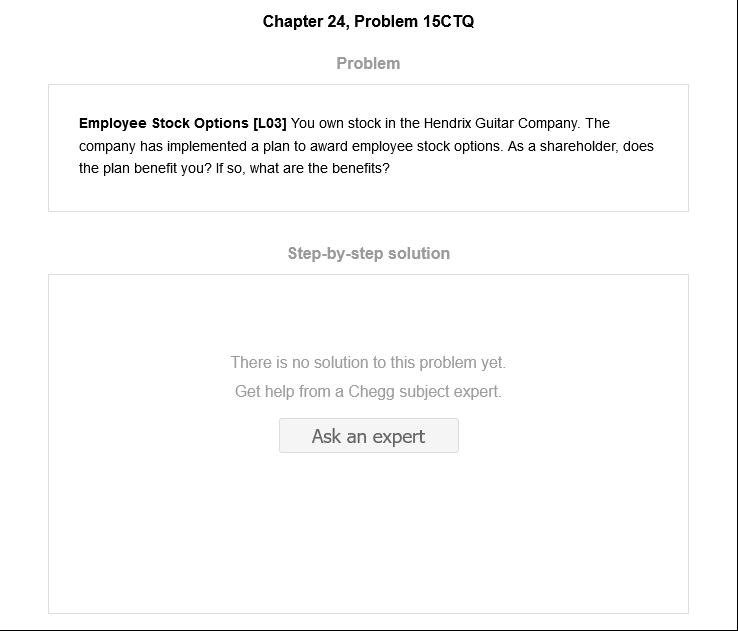 Chapter 24, Problem 15CTQ
Problem
Employee Stock Options [L03] You own stock in the Hendrix Guitar Company. The
company has implemented a plan to award employee stock options. As a shareholder, does
the plan benefit you? If so, what are the benefits?
Step-by-step solution
There is no solution to this problem yet.
Get help from a Chegg subject expert.
Ask an expert